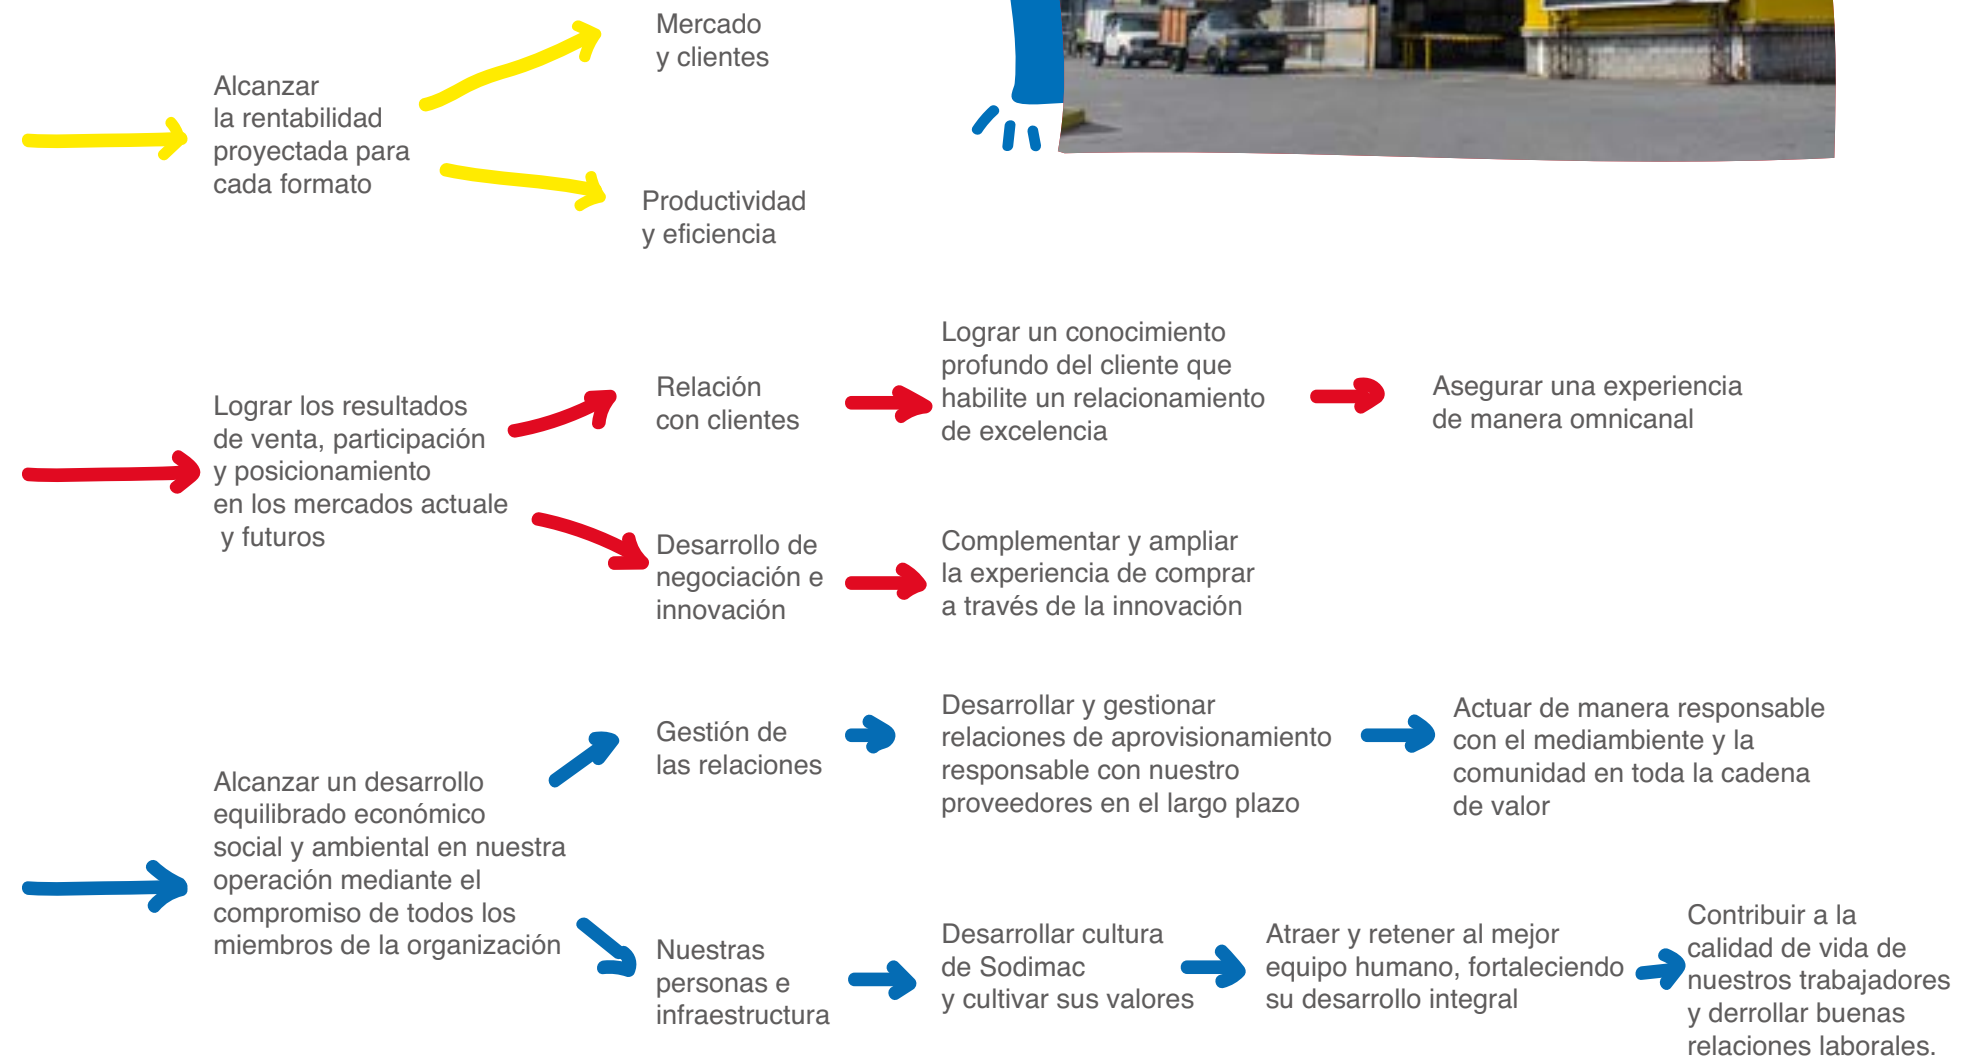 Mercado
y clientes
Alcanzar
la rentabilidad
proyectada para
cada formato
Productividad
y eficiencia
Lograr los resultados
de venta, participación
y posicionamiento
en los mercados actuale
y futuros
Relación
con clientes
Lograr un conocimiento
profundo del cliente que
habilite un relacionamiento
de excelencia
Asegurar una experiencia
de manera omnicanal
Desarrollo de
negociación e
innovación
Complementar y ampliar
la experiencia de comprar
a través de la innovación
Alcanzar un desarrollo
equilibrado económico
social y ambiental en nuestra
operación mediante el
compromiso de todos los
miembros de la organización
Gestión de
las relaciones
Desarrollar y gestionar
relaciones de aprovisionamiento
responsable con nuestro
proveedores en el largo plazo
Actuar de manera responsable
con el mediambiente y la
comunidad en toda la cadena
de valor
Nuestras
personas e
infraestructura
Desarrollar cultura
de Sodimac
y cultivar sus valores
Atraer y retener al mejor
equipo humano, fortaleciendo
su desarrollo integral
Contribuir a la
calidad de vida de
nuestros trabajadores
y derrollar buenas
relaciones laborales.